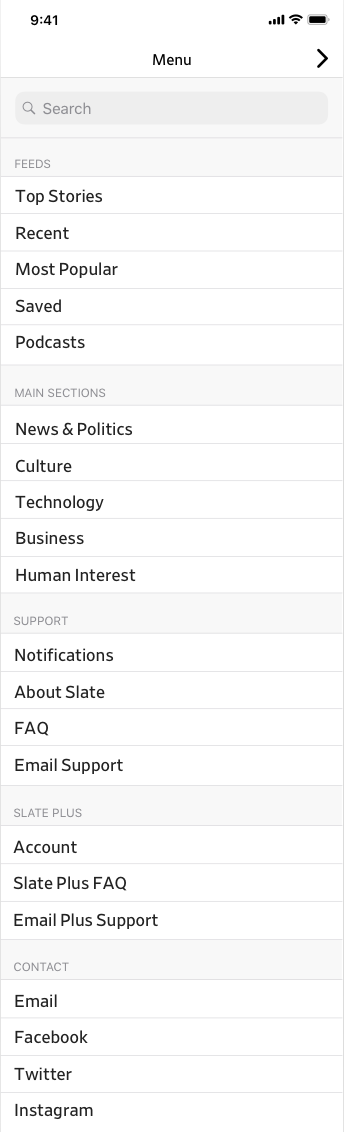 9:41
Menu
Search
FEEDS
Top Stories
Recent
Most Popular
Saved
Podcasts
MAIN SECTIONS
News & Politics
Culture
Technology
Business
Human Interest
SUPPORT
Notifications
About Slate
FAQ
Email Support
SLATE PLUS
Account
Slate Plus FAQ
Email Plus Support
CONTACT
Email
Facebook
Twitter
Instagram